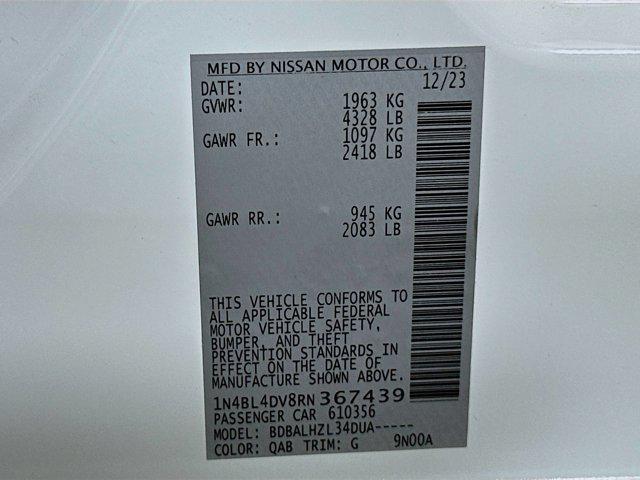 MFD BY NISSAN MOTOR CO., LTD.
DATE: 12/23
GVWR: 1963 KG
4328 LB
GAWR FR.: 1097 KG
2418 LB
GAWR RR.: 945 KG
2083 LB
THIS VEHICLE CONFORMS TO
ALL APPLICABLE FEDERAL
MOTOR VEHICLE SAFETY,
BUMPER, AND THEFT
PREVENTION STANDARDS IN
EFFECT ON THE DATE OF
MANUFACTURE SHOWN ABOVE.
1N4BL4DV8RN367439
PASSENGER CAR 610356
MODEL: BDBALHZL34DUA-----
COLOR: QAB TRIM: G 9N00A